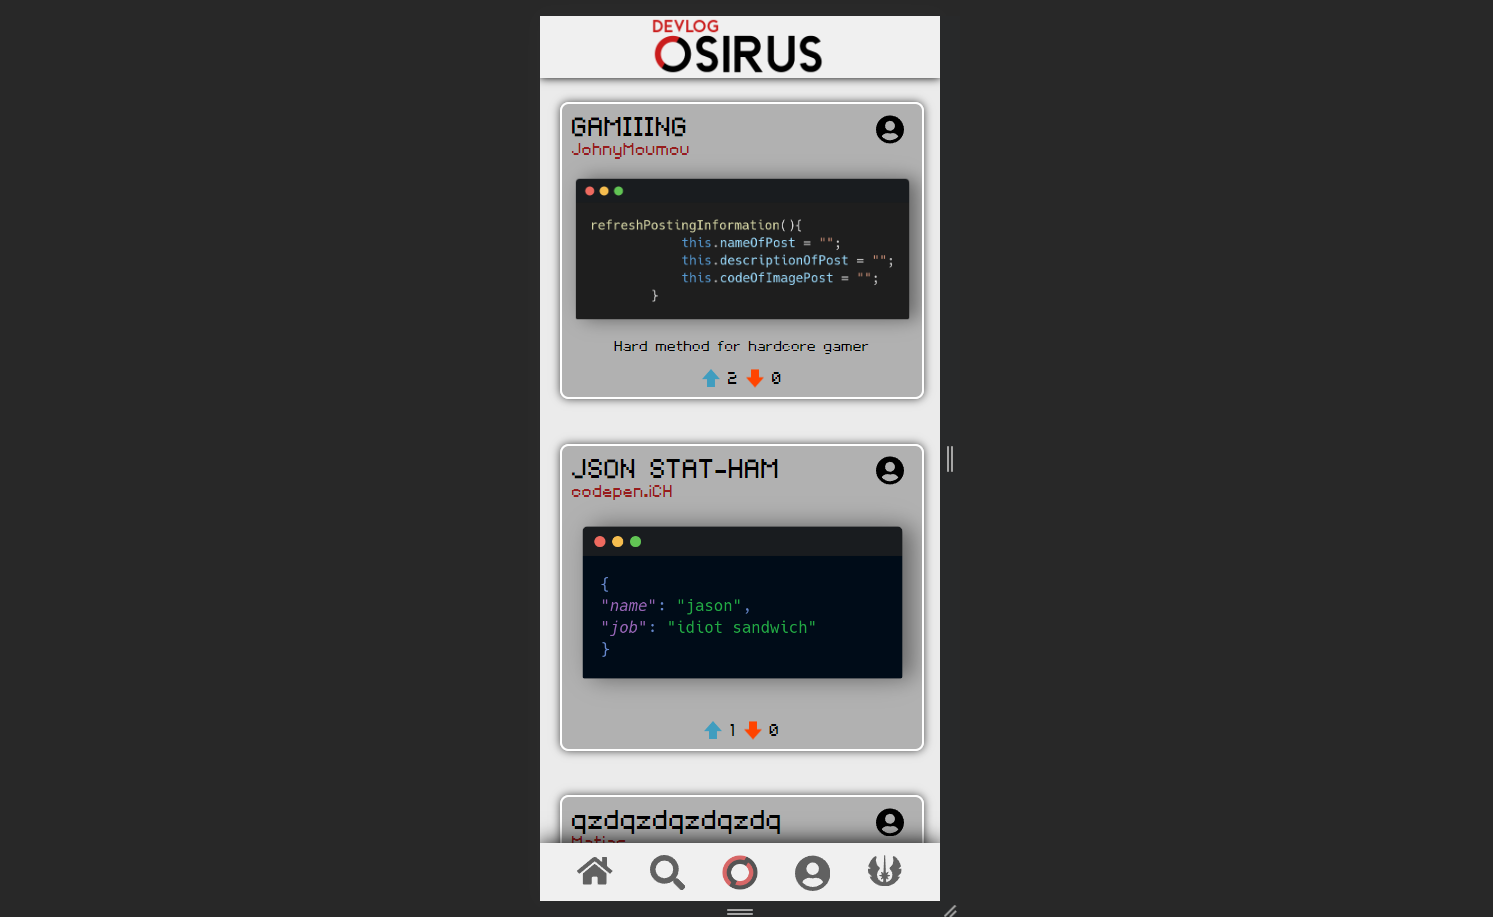 DEVLOG
OSIRUS
GAMIIING
JohnyMoumou
refreshPostingInformation(){
this.nameOfPost = "";
this.descriptionOfPost = "";
this.codeOfImagePost = "";
}
Hard method for hardcore gamer
2 0
JSON STAT-HAM
codepen.iCH
{
"name": "jason",
"job": "idiot sandwich"
}
1 0
qzdqzdqzdqzdq